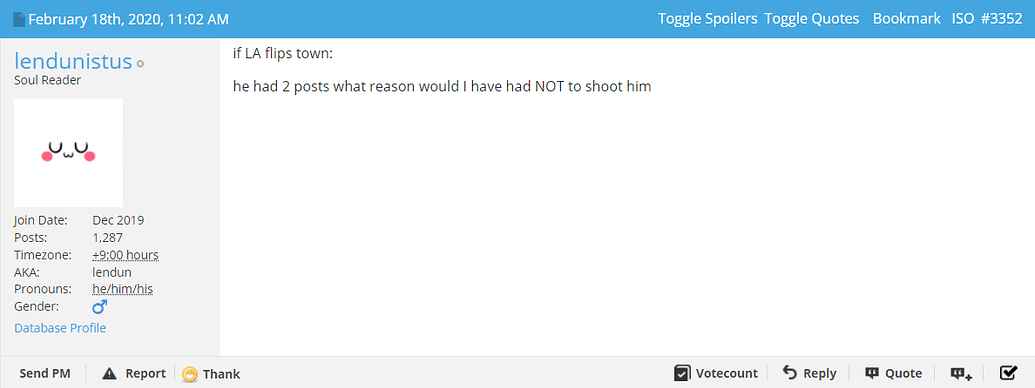 February 18th, 2020, 11:02 AM Toggle Spoilers Toggle Quotes Bookmark ISO #3352
lendunistus
Soul Reader
if LA flips town:
he had 2 posts what reason would I have had NOT to shoot him
Join Date: Dec 2019
Posts: 1,287
Timezone: +9:00 hours
AKA: lendun
Pronouns: he/him/his
Gender:
Database Profile
Send PM Report Thank Votecount Reply Quote